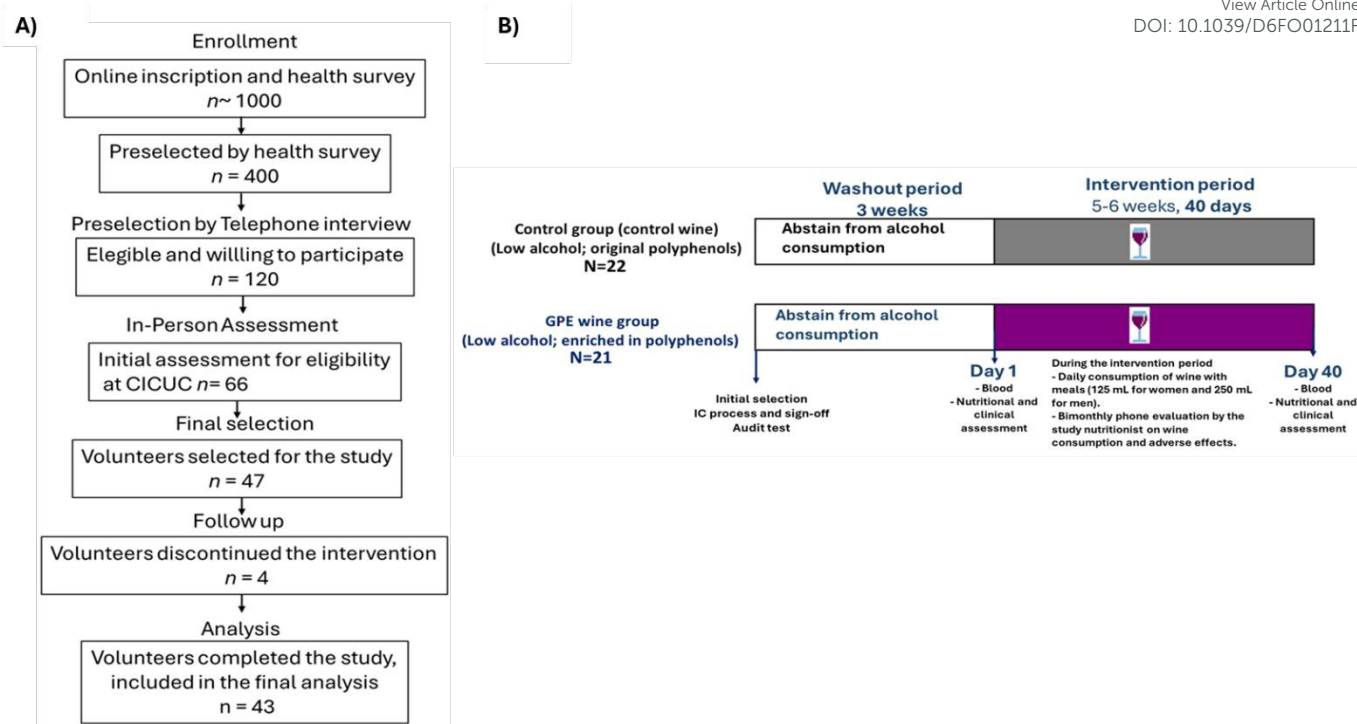 View Article Online
DOI: 10.1039/D6FO01211F
A)
Enrollment
Online inscription and health survey
n~ 1000
Preselected by health survey
n = 400
Preselection by Telephone interview
Elegible and willling to participate
n = 120
In-Person Assessment
Initial assessment for eligibility
at CICUC n= 66
Final selection
Volunteers selected for the study
n = 47
Follow up
Volunteers discontinued the intervention
n = 4
Analysis
Volunteers completed the study,
included in the final analysis
n = 43
B)
Washout period
3 weeks
Intervention period
5-6 weeks, 40 days
Control group (control wine)
(Low alcohol; original polyphenols)
N=22
Abstain from alcohol
consumption
GPE wine group
(Low alcohol; enriched in polyphenols)
N=21
Abstain from alcohol
consumption
Initial selection
IC process and sign-off
Audit test
Day 1
- Blood
- Nutritional and
clinical
assessment
During the intervention period
- Daily consumption of wine with
meals (125 mL for women and 250 mL
for men).
- Bimonthly phone evaluation by the
study nutritionist on wine
consumption and adverse effects.
Day 40
- Blood
- Nutritional and
clinical
assessment